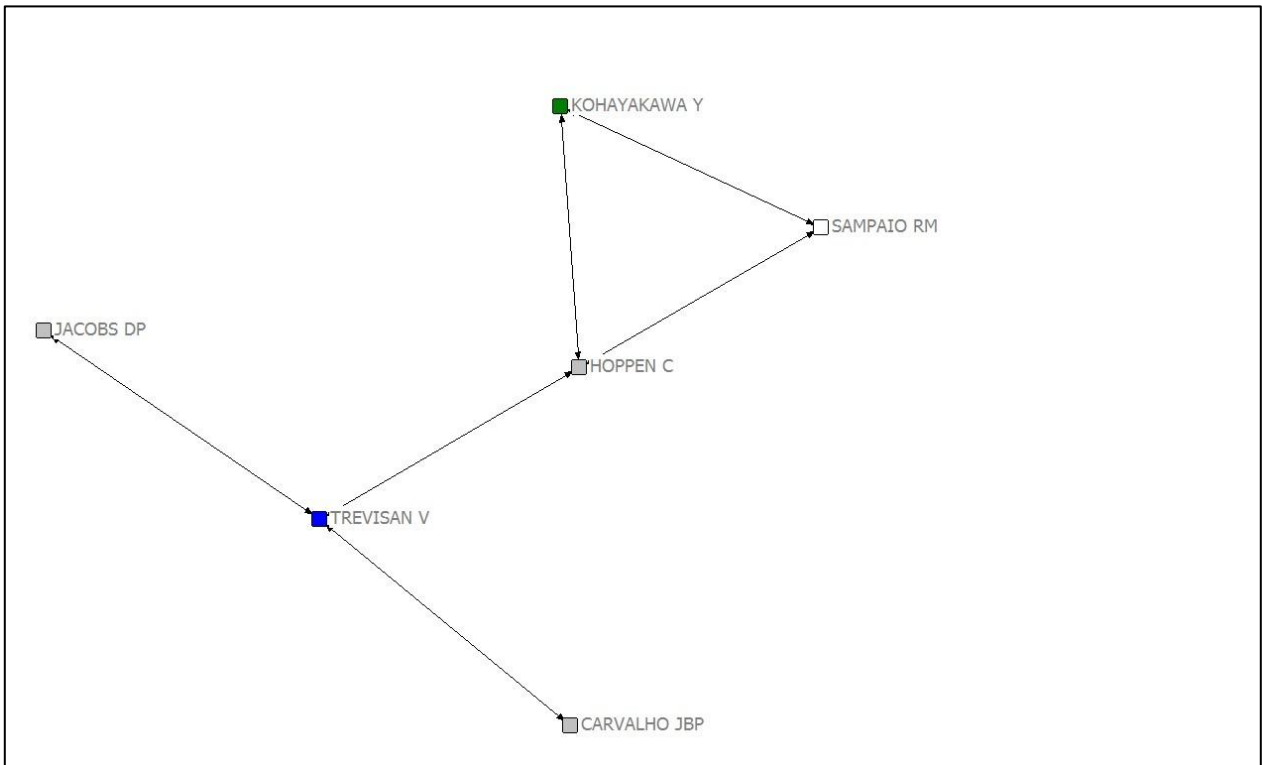 KOHAYAKAWA Y
SAMPAIO RM
JACOBS DP
HOPPEN C
TREVISAN V
CARVALHO JBP